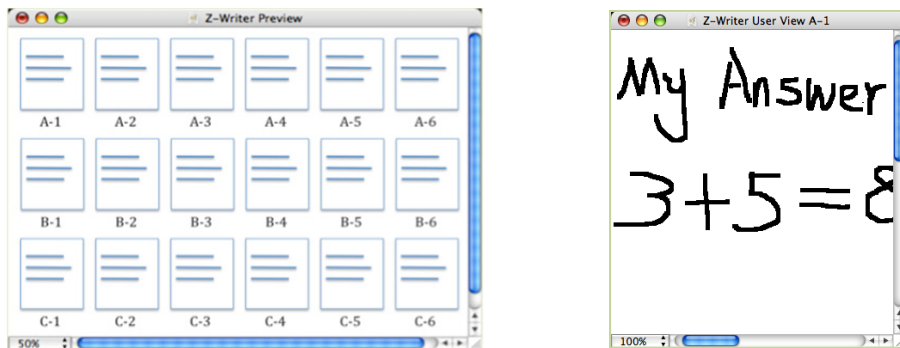 Z-Writer Preview
A-1 A-2 A-3 A-4 A-5 A-6
B-1 B-2 B-3 B-4 B-5 B-6
C-1 C-2 C-3 C-4 C-5 C-6
50%
Z-Writer User View A-1
My Answer
3+5=8
100%